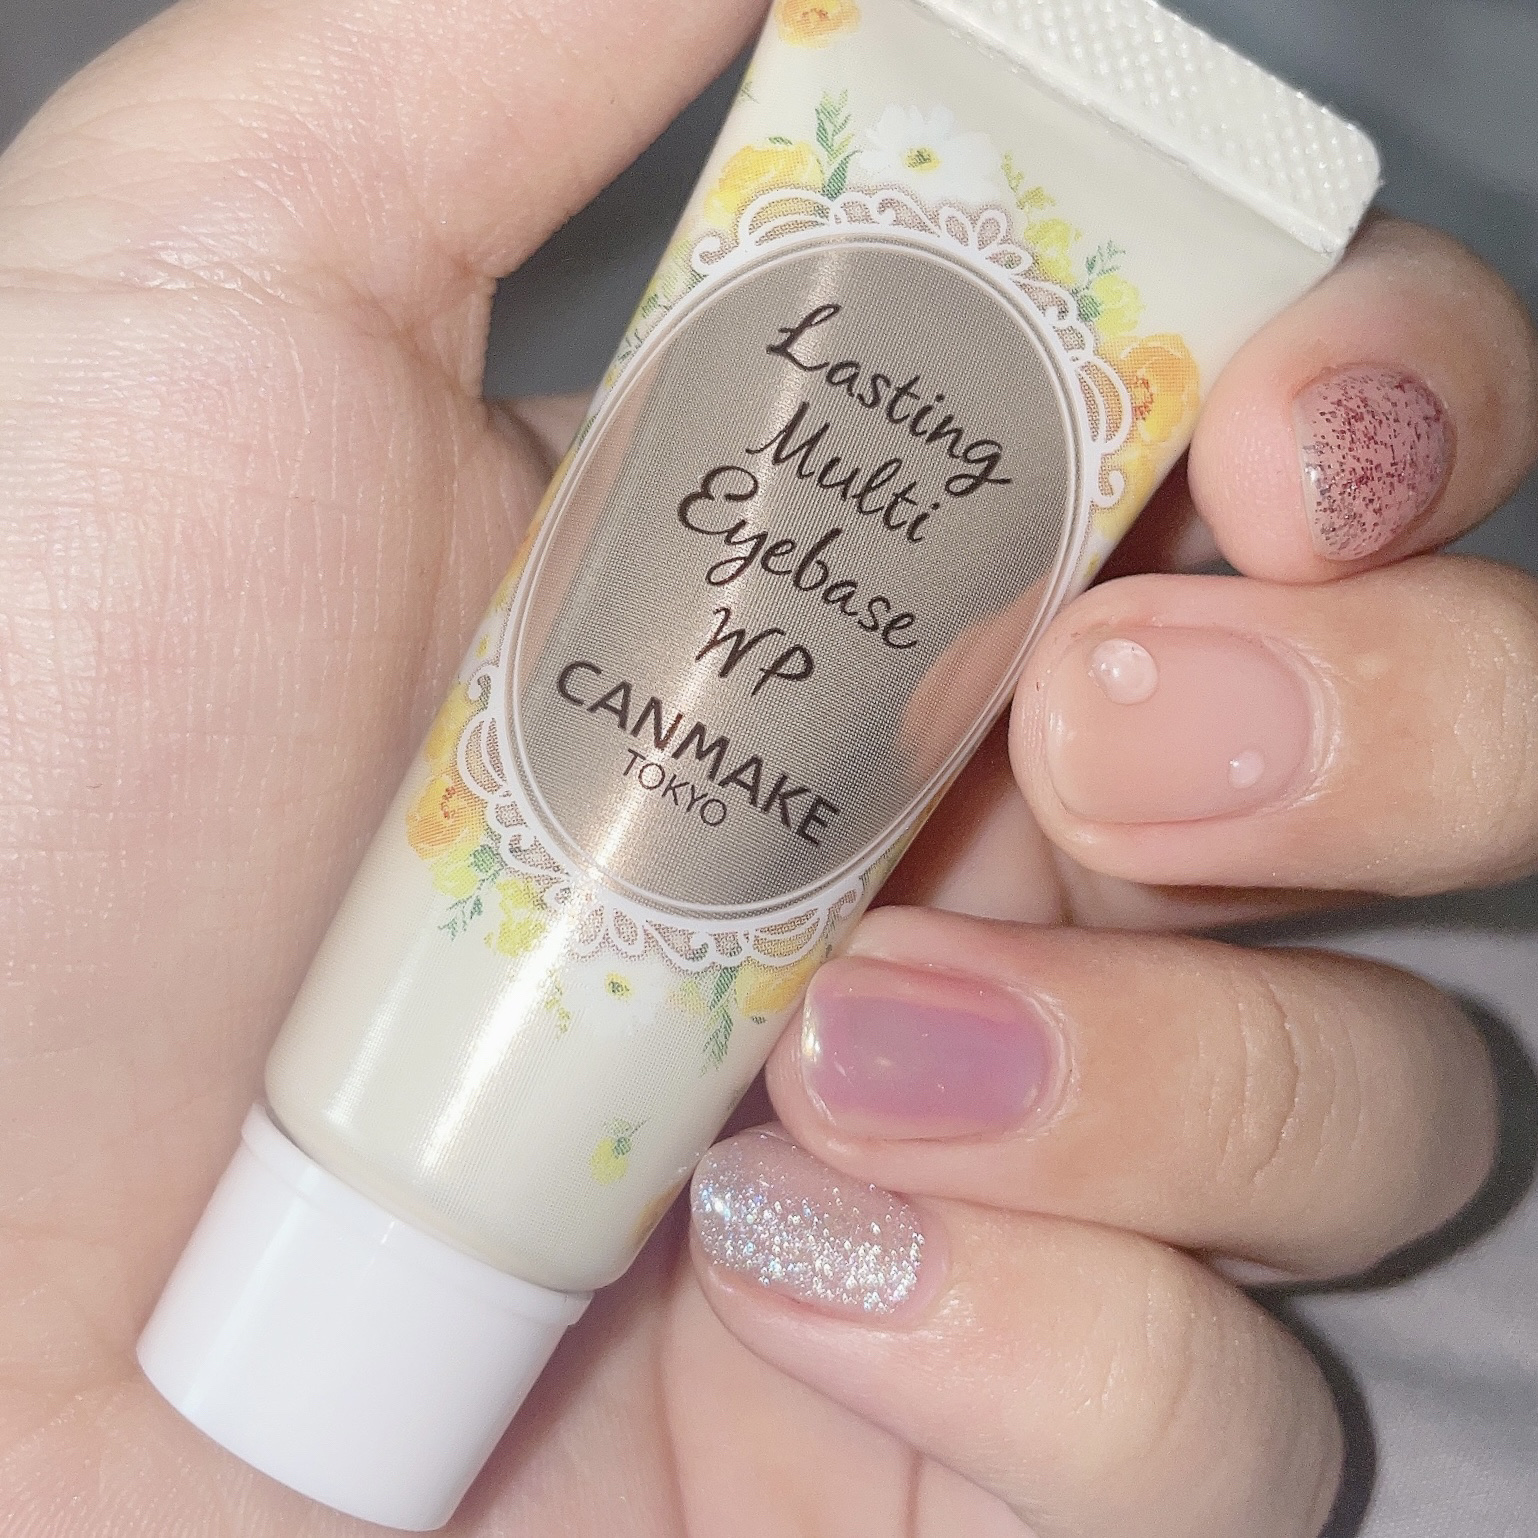 Lasting
Multi
Eyebase
WP
CANMAKE
TOKYO